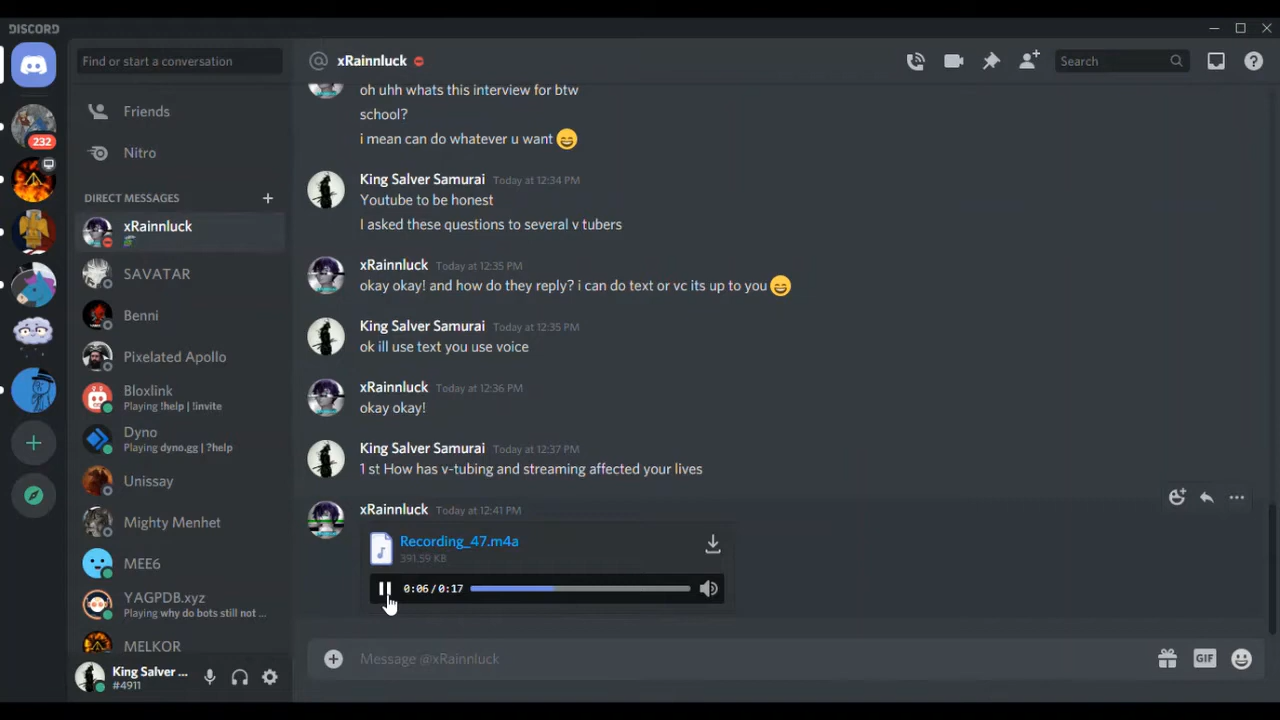 DISCORD
Find or start a conversation
Friends
Nitro
DIRECT MESSAGES
xRainnluck
SAVATAR
Benni
Pixelated Apollo
Bloxlink
Playing !help | !invite
Dyno
Playing dyno.gg | ?help
Unissay
Mighty Menhet
MEE6
YAGPDB.xyz
Playing why do bots still not ...
MELKOR
King Salver ...
#4911
232
xRainnluck
Search
oh uhh whats this interview for btw
school?
i mean can do whatever u want
King Salver Samurai Today at 12:34 PM
Youtube to be honest
I asked these questions to several v tubers
xRainnluck Today at 12:35 PM
okay okay! and how do they reply? i can do text or vc its up to you
King Salver Samurai Today at 12:35 PM
ok ill use text you use voice
xRainnluck Today at 12:36 PM
okay okay!
King Salver Samurai Today at 12:37 PM
1 st How has v-tubing and streaming affected your lives
xRainnluck Today at 12:41 PM
Recording_47.m4a
391.59 KB
0:06/0:17
Message @xRainnluck
GIF